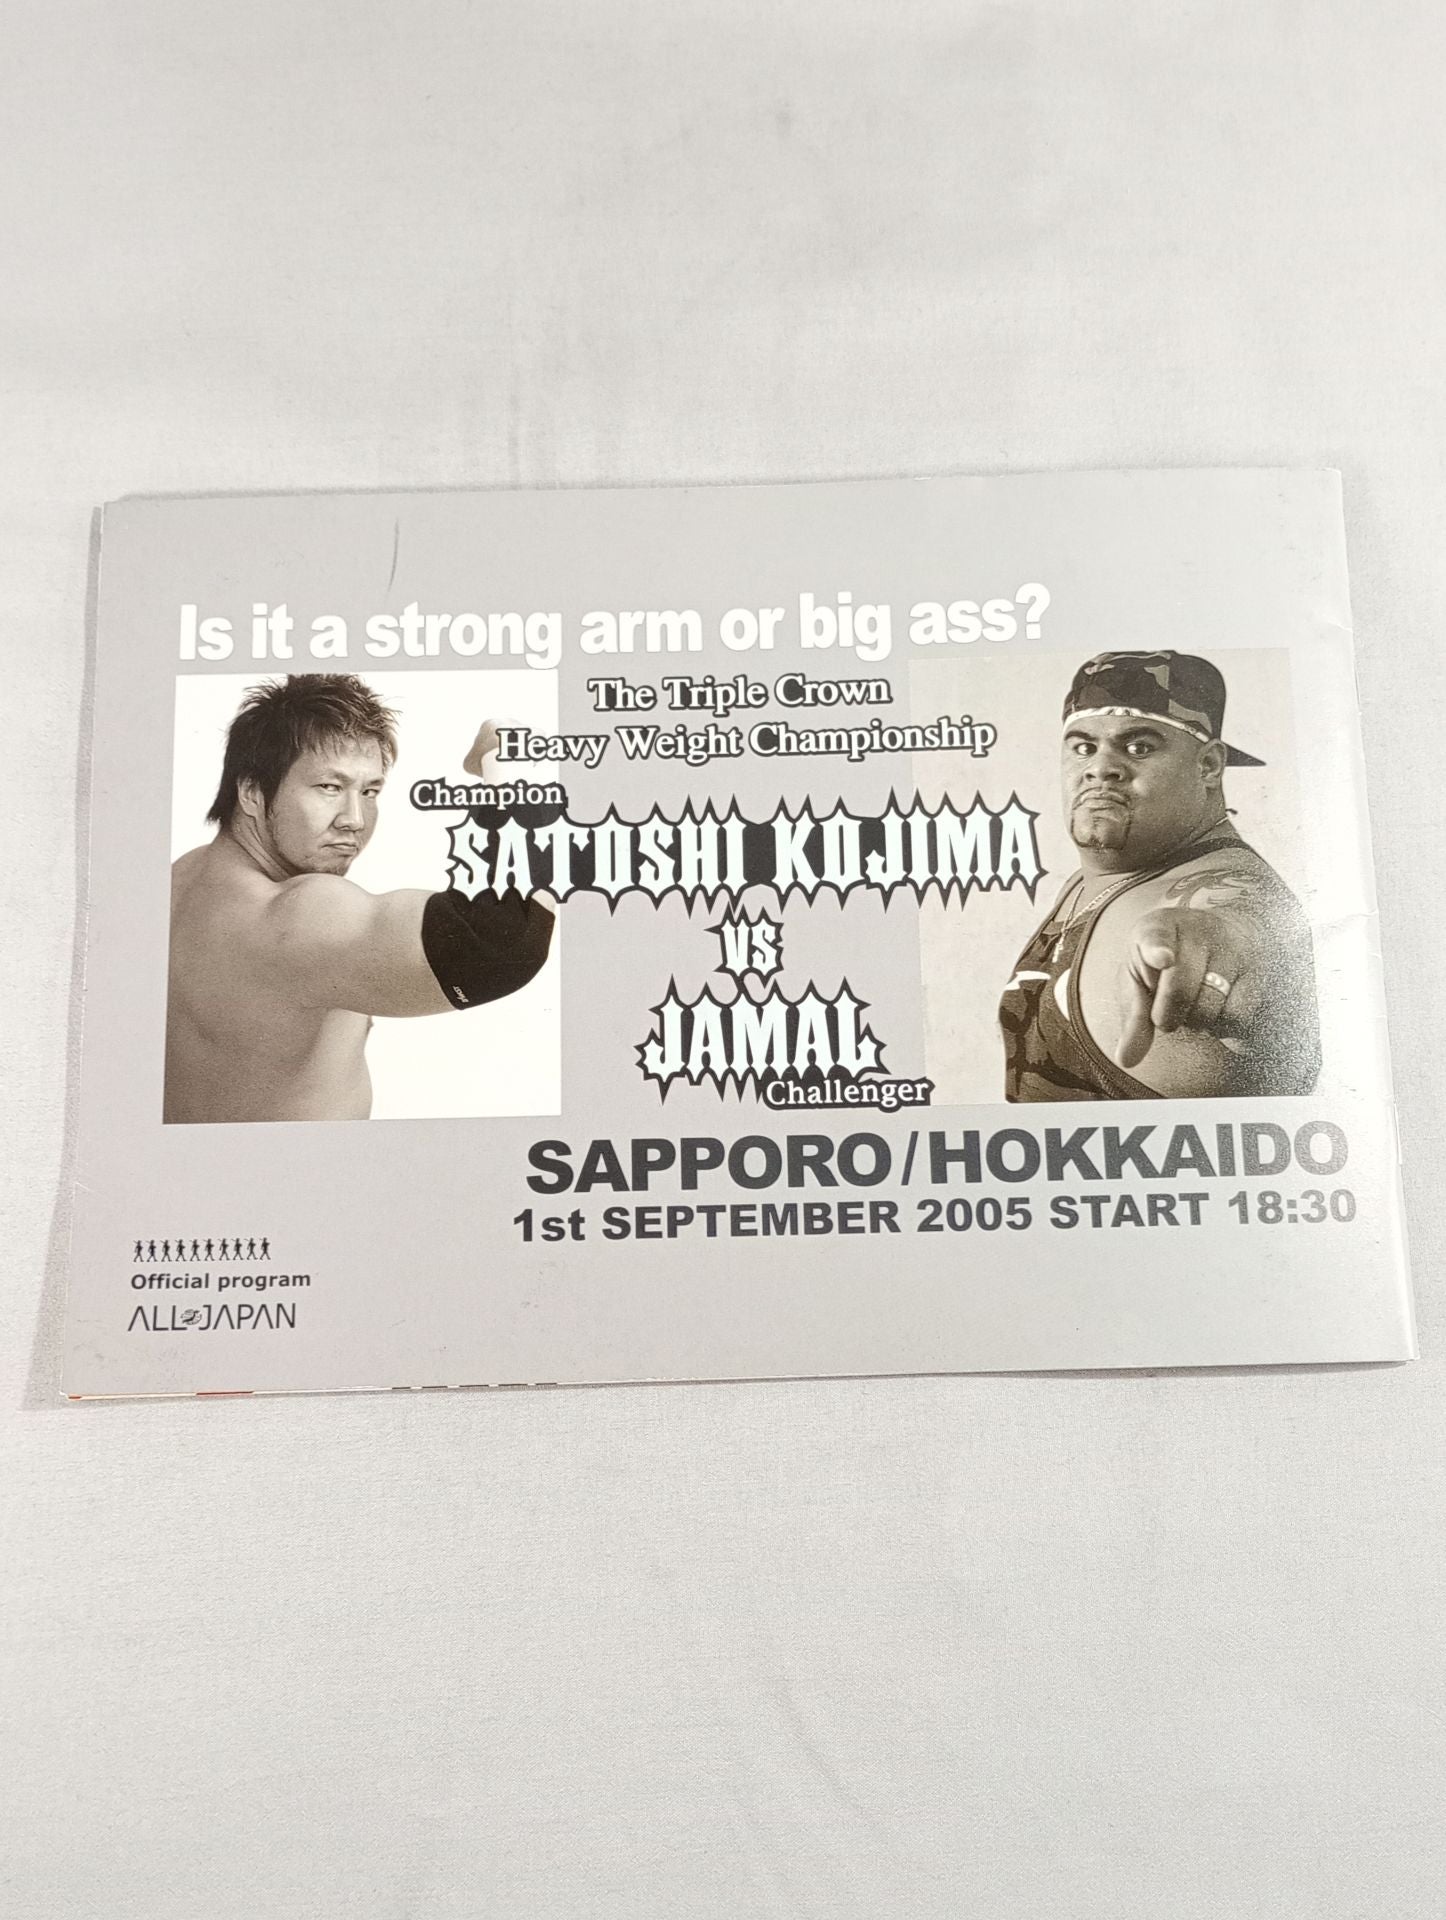 Is it a strong arm or big ass?
The Triple Crown
Heavy Weight Championship
Champion
SATOSHI KOJIMA
VS
JAMAL
Challenger
SAPPORO/HOKKAIDO
1st SEPTEMBER 2005 START 18:30
Official program
ALL JAPAN